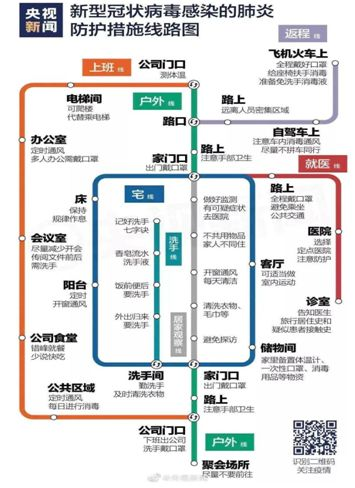 央视
新闻
新型冠状病毒感染的肺炎
防护措施线路图
上班 线
公司门口
测体温
返程 线
飞机火车上
全程戴好口罩
给座椅扶手消毒
准备免洗手消毒液
电梯间
可爬楼
代替乘电梯
户外 线
路口
路上
远离人员密集区域
办公室
定时通风
多人办公需戴口罩
自驾车上
注意车内消毒通风
尽量不拼车同行
家门口
出门戴口罩
路上
注意手部卫生
就医 线
床
保持
规律作息
宅 线
记好洗手
七字诀
做好监测
有可疑症状
去医院
路上
全程戴口罩
避免乘坐
公共交通
会议室
尽量减少开会
传阅文件前后
需洗手
香皂流水
洗手液
洗手 线
不共用物品
家人不同住
医院
选择
定点医院
注意防护
客厅
可适当做
室内运动
阳台
定时
开窗通风
饭前便后
要洗手
开窗通风
每天清洁
诊室
告知医生
旅行居住史和
疑似患者接触史
外出归来
要洗手
居家观察 线
清洗衣物、
毛巾等
公司食堂
错峰就餐
少说快吃
避免探访
储物间
家里备置体温计、
一次性口罩、消毒
用品等物资
洗手间
勤洗手
及时清洗衣物
家门口
出门戴口罩
公共区域
定时通风
每日进行消毒
路上
注意手部卫生
公司门口
下班出公司
洗手戴口罩
户外 线
聚会场所
尽量不要前往
识别二维码
关注疫情
@央视新闻